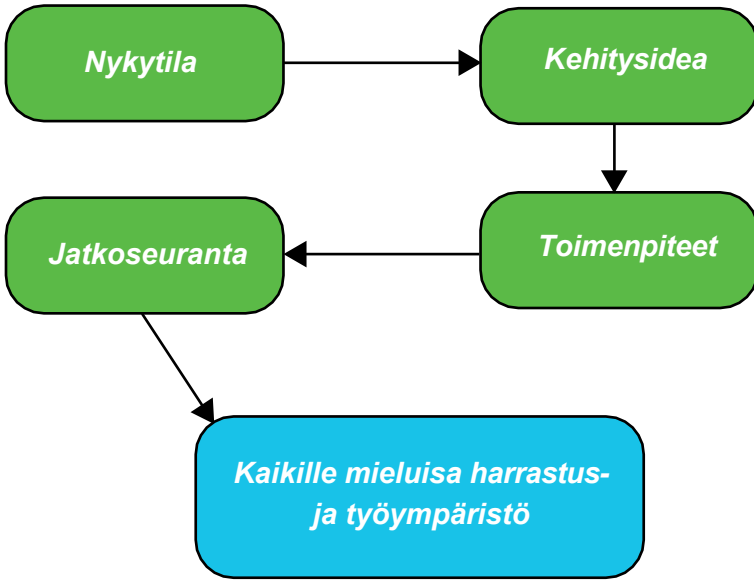 Nykytila
Kehitysidea
Toimenpiteet
Jatkoseuranta
Kaikille mieluisa harrastus-
ja työympäristö